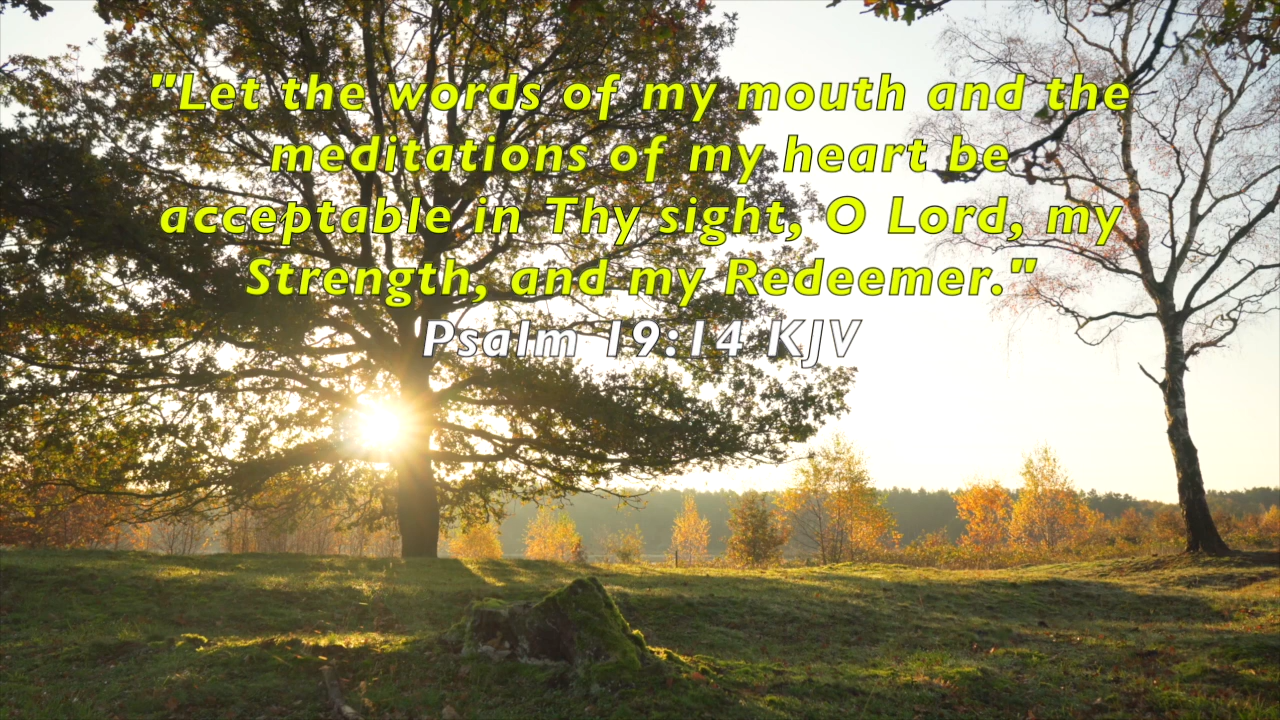 "Let the words of my mouth and the
meditations of my heart be
acceptable in Thy sight, O Lord, my
Strength, and my Redeemer."
Psalm 19:14 KJV